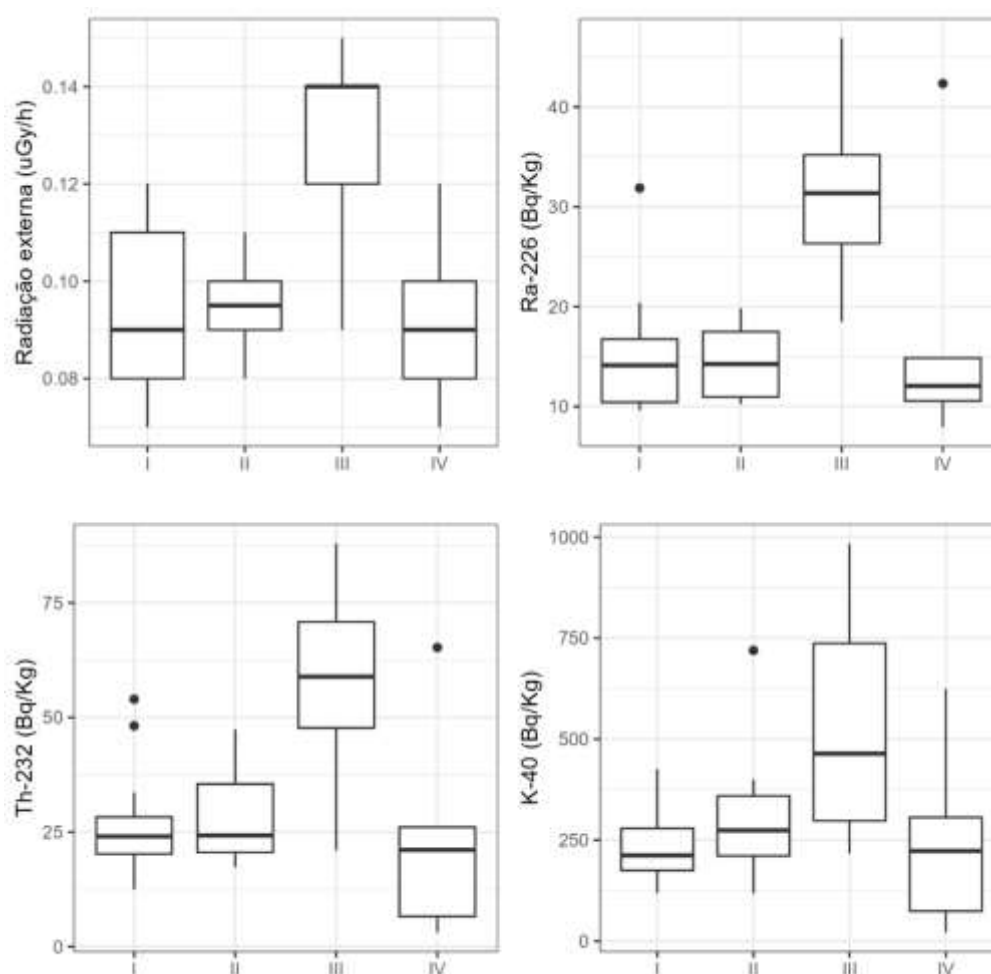 Radiação externa (uGy/h)
0.14
0.12
0.10
0.08
I II III IV
Ra-226 (Bq/Kg)
40
30
20
10
I II III IV
Th-232 (Bq/Kg)
75
50
25
0
I II III IV
K-40 (Bq/Kg)
1000
750
500
250
0
I II III IV